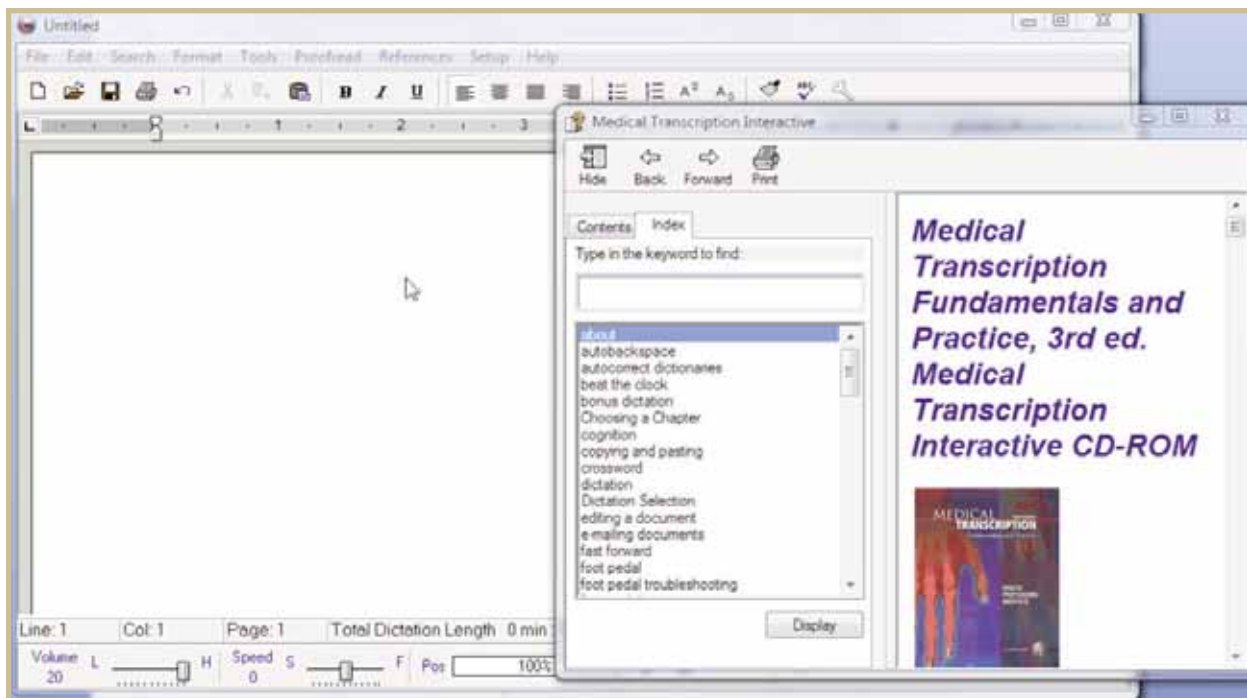 Untitled
File Edit Search Format Tools Proofread References Setup Help
B I U
1 2 3
Medical Transcription Interactive
Hide Back Forward Print
Contents Index
Type in the keyword to find:
about
autobackspace
autocorrect dictionaries
beat the clock
bonus dictation
Choosing a Chapter
cognition
copying and pasting
crossword
dictation
Dictation Selection
editing a document
e-mailing documents
fast forward
foot pedal
foot pedal troubleshooting
Display
Medical
Transcription
Fundamentals and
Practice, 3rd ed.
Medical
Transcription
Interactive CD-ROM
MEDICAL
TRANSCRIPTION
Line: 1 Col: 1 Page: 1 Total Dictation Length 0 min
Volume L H Speed S F Pos 100%
20 0